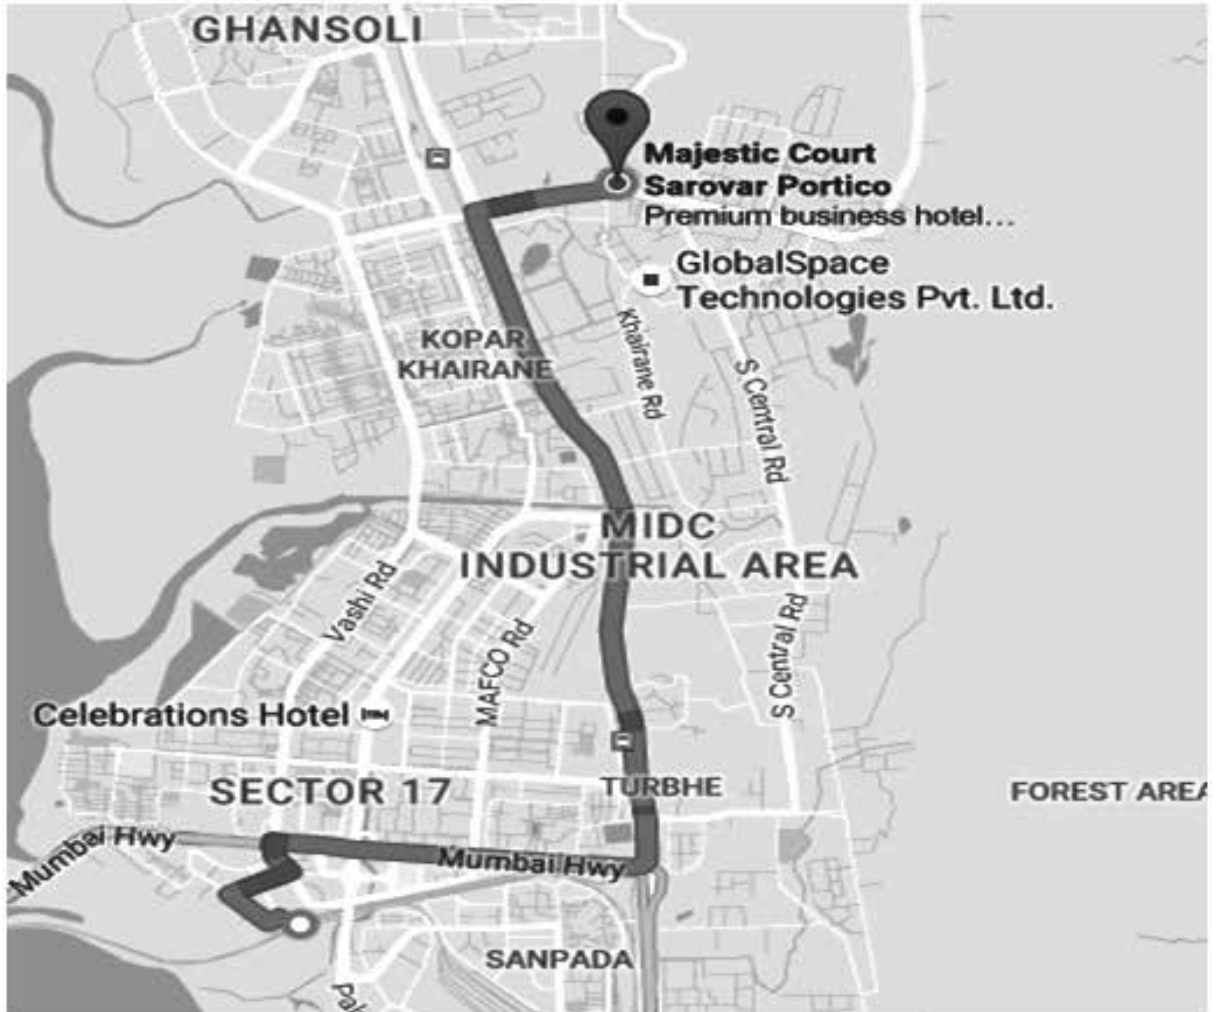 GHANSOLI
Majestic Court
Sarovar Portico
Premium business hotel...
GlobalSpace
Technologies Pvt. Ltd.
KOPAR
KHAIRANE
Khairane Rd
S Central Rd
MIDC
INDUSTRIAL AREA
Vashi Rd
MAFCO Rd
S Central Rd
Celebrations Hotel
SECTOR 17
TURBHE
FOREST AREA
Mumbai Hwy
Mumbai Hwy
SANPADA
Pal